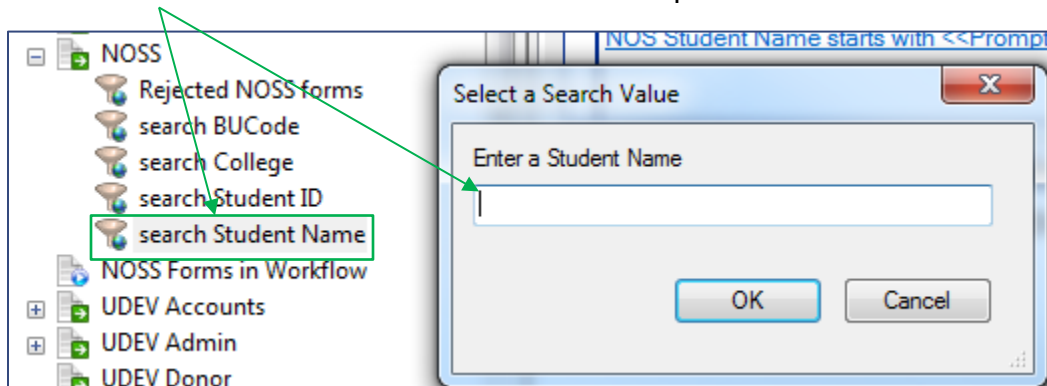 NOSS
Rejected NOSS forms
search BUCode
search College
search Student ID
search Student Name
NOSS Forms in Workflow
UDEV Accounts
UDEV Admin
UDEV Donor
NOS Student Name starts with <<Prompt
Select a Search Value
Enter a Student Name
OK
Cancel